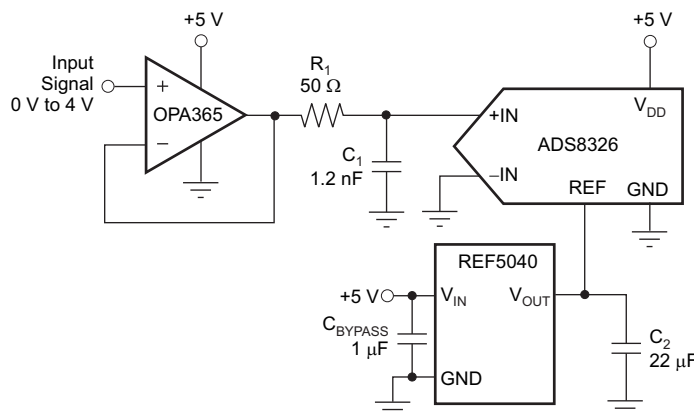 +5 V
+5 V
Input
Signal
0 V to 4 V
+
OPA365
–
R1
50 Ω
C1
1.2 nF
+IN
–IN
VDD
ADS8326
REF
GND
REF5040
+5 V
VIN
VOUT
CBYPASS
1 µF
GND
C2
22 µF